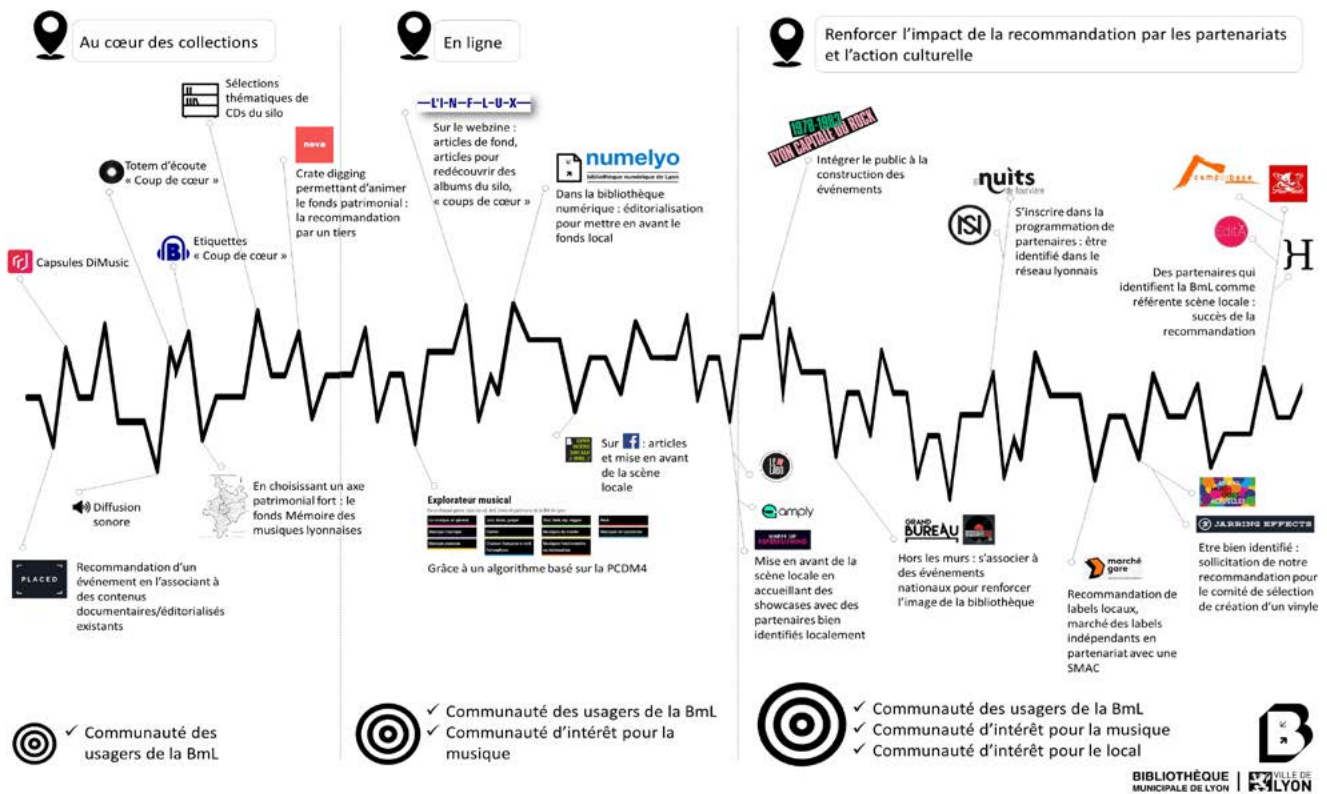 Au cœur des collections
Sélections
thématiques de
CDs du silo
nova
Totem d'écoute
« Coup de cœur »
Crate digging
permettant d'animer
le fonds patrimonial :
la recommandation
par un tiers
Capsules DiMusic
Etiquettes
« Coup de cœur »
Diffusion
sonore
En choisissant un axe
patrimonial fort : le
fonds Mémoire des
musiques lyonnaises
PLACED
Recommandation d'un
événement en l'associant à
des contenus
documentaires/éditorialisés
existants
✓ Communauté des
usagers de la BmL
En ligne
L'I-N-F-L-U-X
Sur le webzine :
articles de fond,
articles pour
redécouvrir des
albums du silo,
« coups de cœur »
numelyo
bibliothèque numérique de Lyon
Dans la bibliothèque
numérique : éditorialisation
pour mettre en avant le
fonds local
Sur f : articles
et mise en avant
de la scène
locale
Explorateur musical
Grâce à un algorithme basé sur la PCDM4
✓ Communauté des usagers de la BmL
✓ Communauté d'intérêt pour la
musique
Renforcer l'impact de la recommandation par les partenariats
et l'action culturelle
1978-1983
LYON CAPITALE DU ROCK
Intégrer le public à la
construction des
événements
nuits
de fourvière
S'inscrire dans la
programmation de
partenaires : être
identifié dans le
réseau lyonnais
EditA
H
Des partenaires qui
identifient la BmL comme
référente scène locale :
succès de la
recommandation
amply
Mise en avant de la
scène locale en
accueillant des
showcases avec des
partenaires bien
identifiés localement
GRAND
BUREAU
Hors les murs : s'associer à
des événements
nationaux pour renforcer
l'image de la bibliothèque
marché
gare
Recommandation de
labels locaux,
marché des labels
indépendants en
partenariat avec une
SMAC
JARRING EFFECTS
Etre bien identifié :
sollicitation de notre
recommandation pour
le comité de sélection
de création d'un vinyle
✓ Communauté des usagers de la BmL
✓ Communauté d'intérêt pour la musique
✓ Communauté d'intérêt pour le local
B
BIBLIOTHÈQUE
MUNICIPALE DE LYON
VILLE DE
LYON